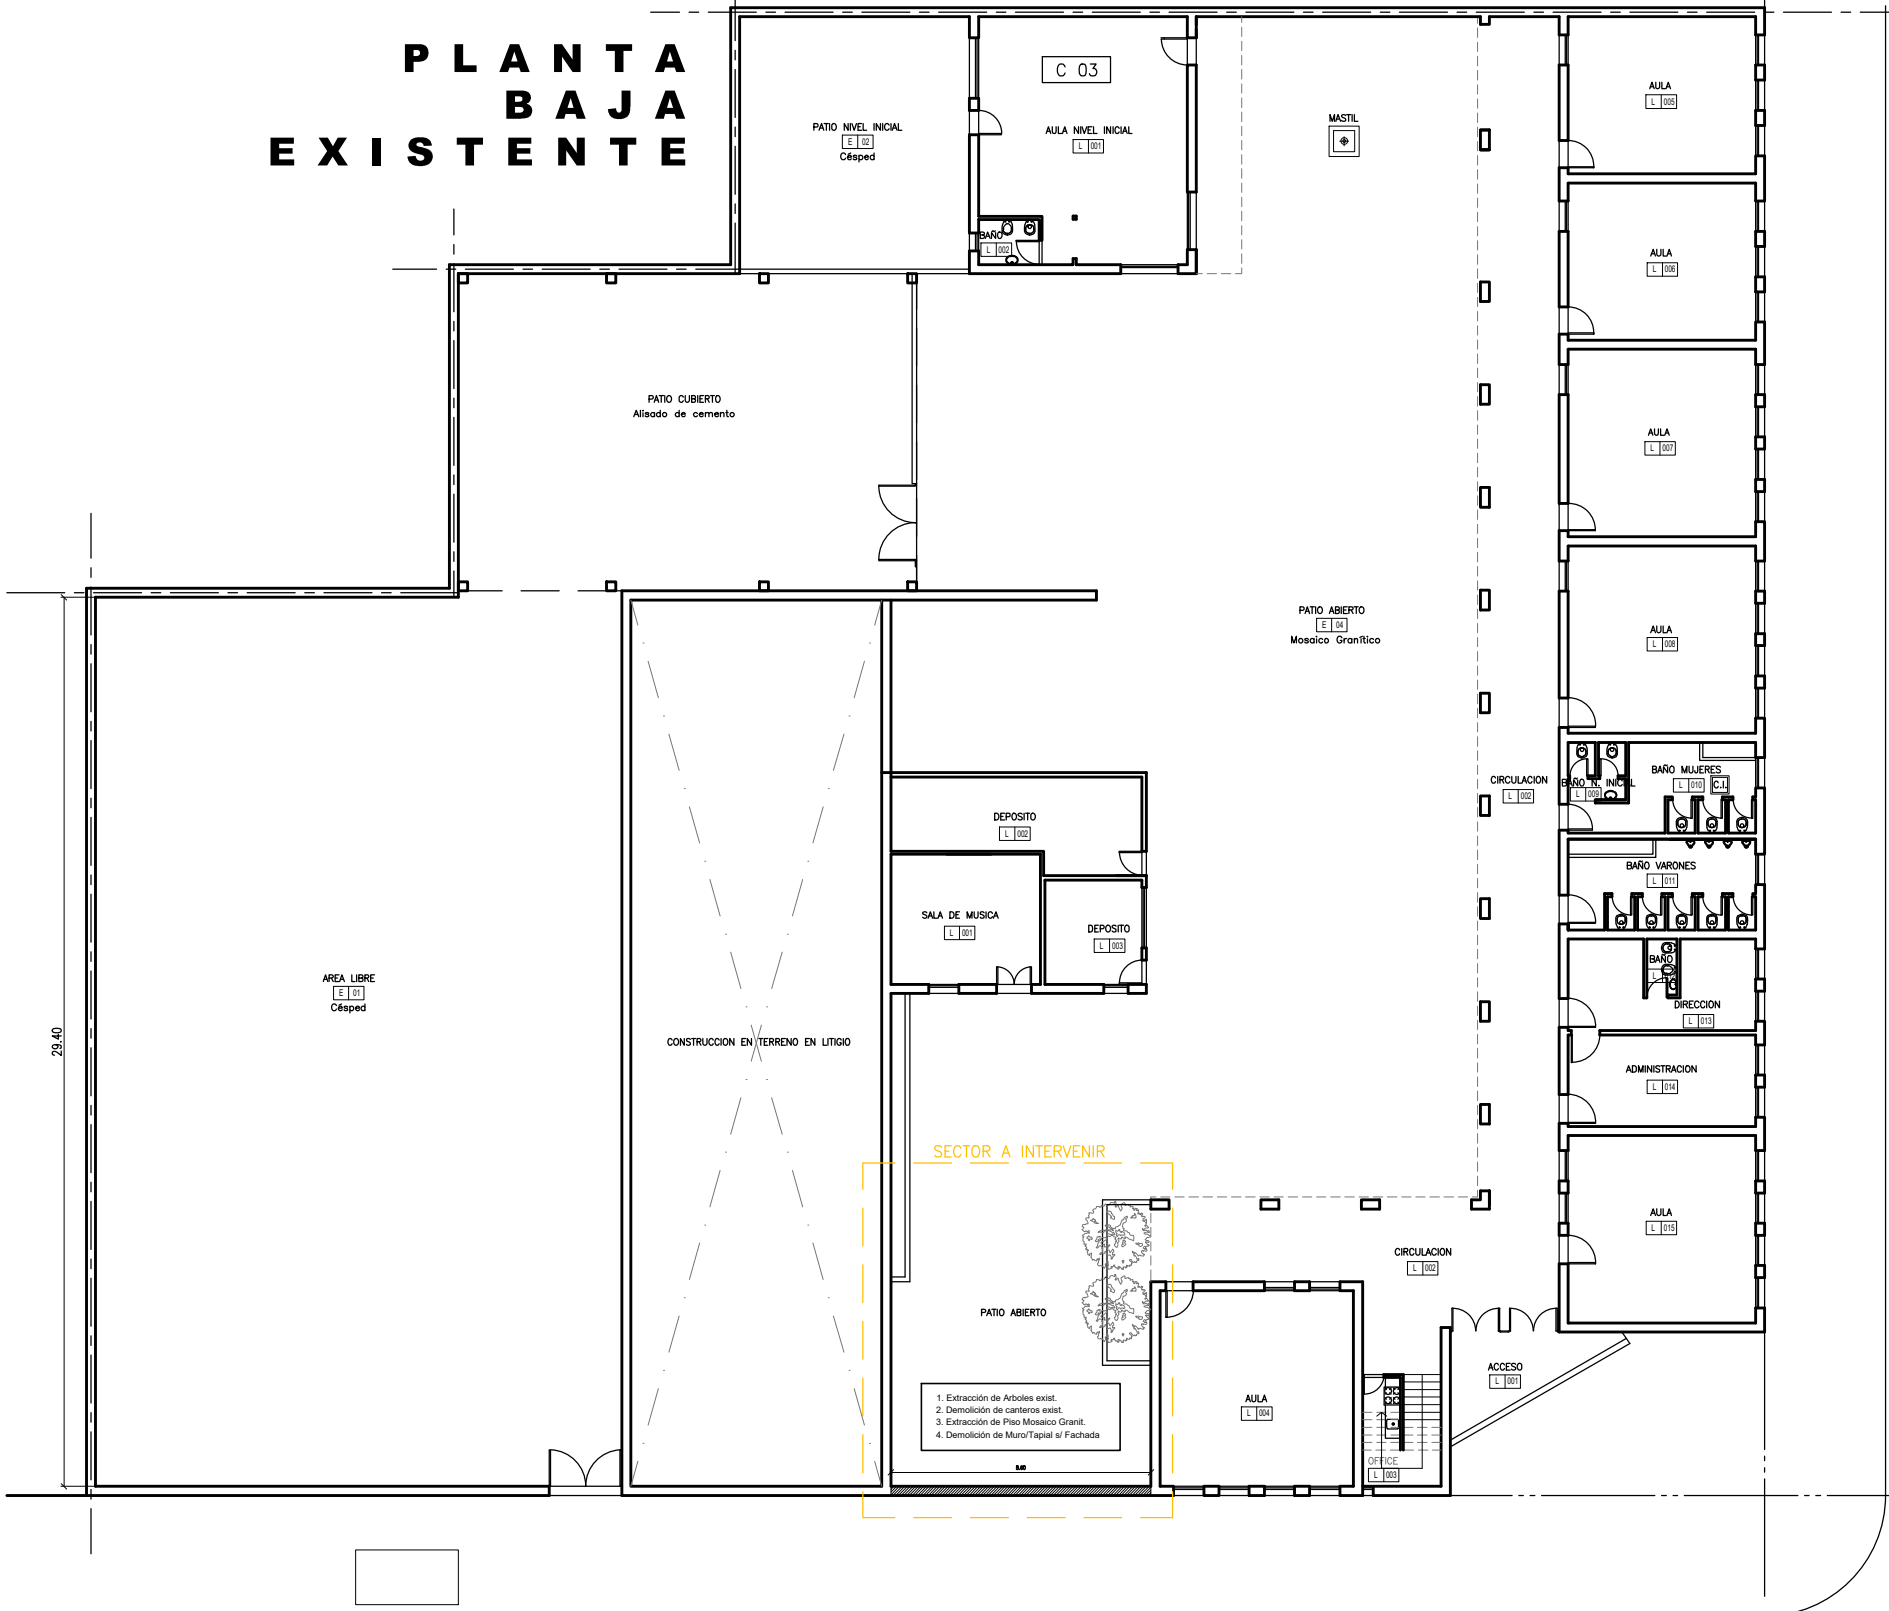 PLANTA
BAJA
EXISTENTE
C 03
PATIO NIVEL INICIAL
E 02
Césped
AULA NIVEL INICIAL
L 001
BAÑO
L 002
MASTIL
AULA
L 005
AULA
L 006
PATIO CUBIERTO
Alisado de cemento
AULA
L 007
PATIO ABIERTO
E 04
Mosaico Granítico
AULA
L 008
CIRCULACION
L 002
BAÑO N. INICIAL
L 009
BAÑO MUJERES
L 010
C.I.
DEPOSITO
L 002
BAÑO VARONES
L 011
SALA DE MUSICA
L 001
DEPOSITO
L 003
BAÑO
L
DIRECCION
L 013
AREA LIBRE
E 01
Césped
29.40
CONSTRUCCION EN TERRENO EN LITIGIO
ADMINISTRACION
L 014
SECTOR A INTERVENIR
AULA
L 015
CIRCULACION
L 002
PATIO ABIERTO
ACCESO
L 001
1. Extracción de Arboles exist.
2. Demolición de canteros exist.
3. Extracción de Piso Mosaico Granit.
4. Demolición de Muro/Tapial s/ Fachada
AULA
L 004
OFFICE
L 003